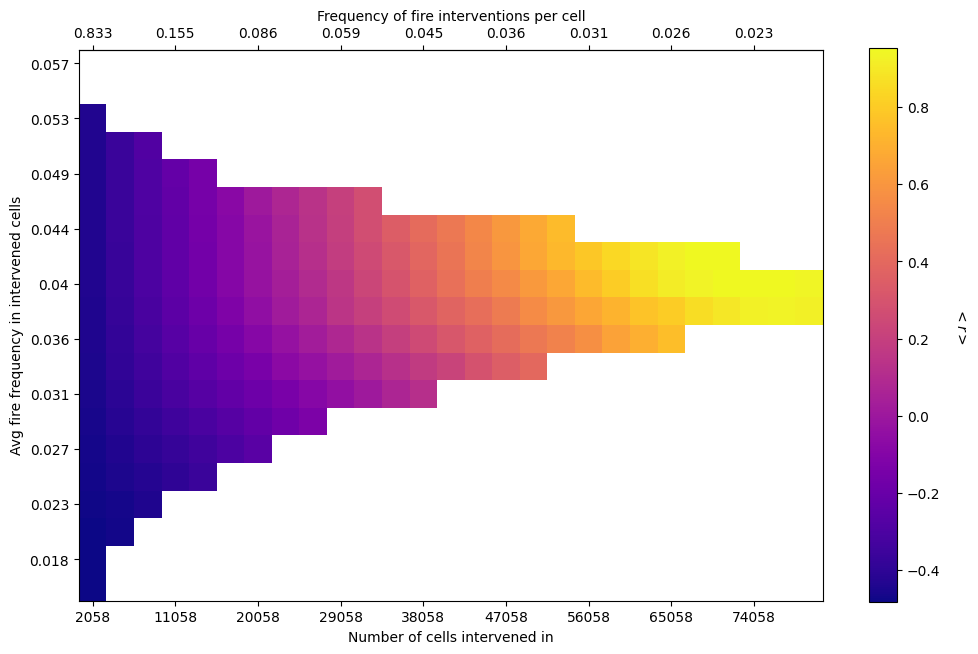 Frequency of fire interventions per cell
0.833 0.155 0.086 0.059 0.045 0.036 0.031 0.026 0.023
Avg fire frequency in intervened cells
0.057
0.053
0.049
0.044
0.04
0.036
0.031
0.027
0.023
0.018
2058 11058 20058 29058 38058 47058 56058 65058 74058
Number of cells intervened in
0.8
0.6
0.4
0.2
0.0
−0.2
−0.4
< r >